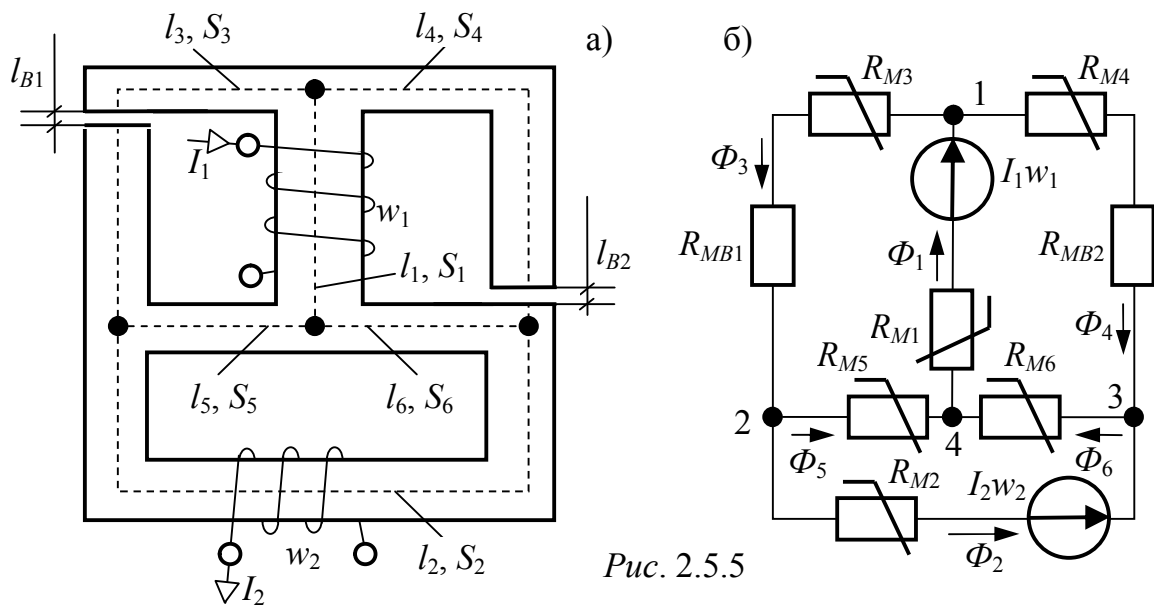 l3, S3
l4, S4
а)
б)
lB1
RM3
RM4
1
I1
Φ3
I1w1
w1
RMB1
RMB2
lB2
Φ1
l1, S1
RM1
Φ4
RM5
RM6
l5, S5
l6, S6
2
3
4
Φ5
Φ6
RM2
I2w2
w2
l2, S2
Φ2
I2
Рис. 2.5.5